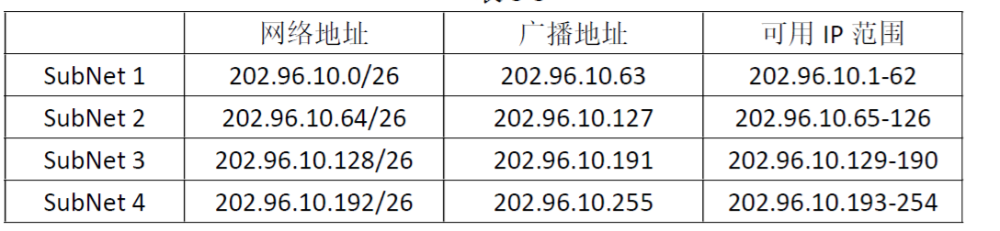 网络地址 广播地址 可用 IP 范围
SubNet 1 202.96.10.0/26 202.96.10.63 202.96.10.1-62
SubNet 2 202.96.10.64/26 202.96.10.127 202.96.10.65-126
SubNet 3 202.96.10.128/26 202.96.10.191 202.96.10.129-190
SubNet 4 202.96.10.192/26 202.96.10.255 202.96.10.193-254